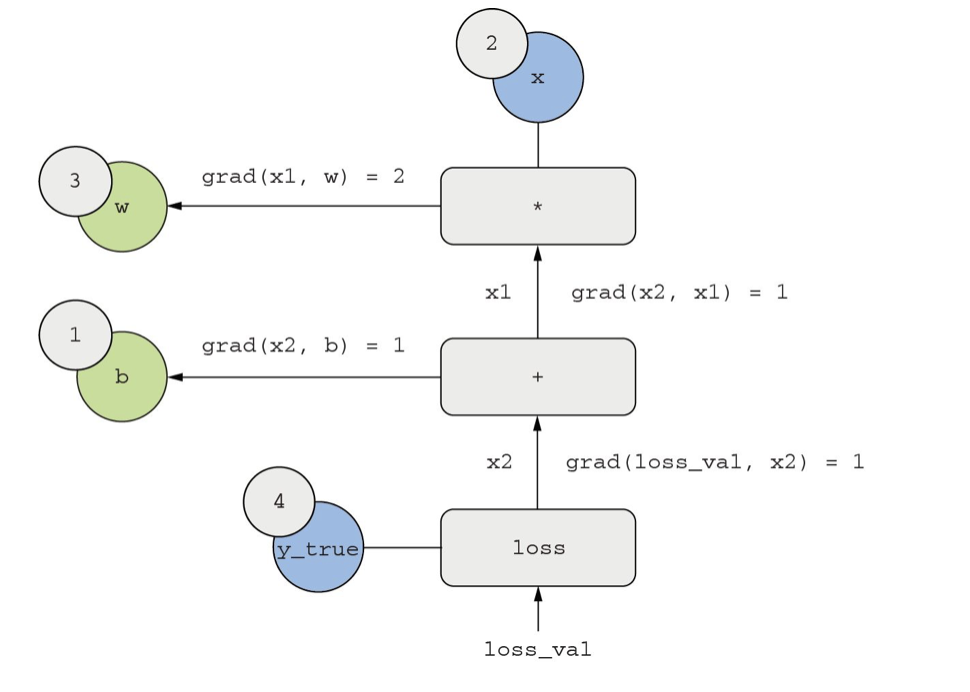 2
x
3
w
grad(x1, w) = 2
*
x1
grad(x2, x1) = 1
1
b
grad(x2, b) = 1
+
x2
grad(loss_val, x2) = 1
4
y_true
loss
loss_val